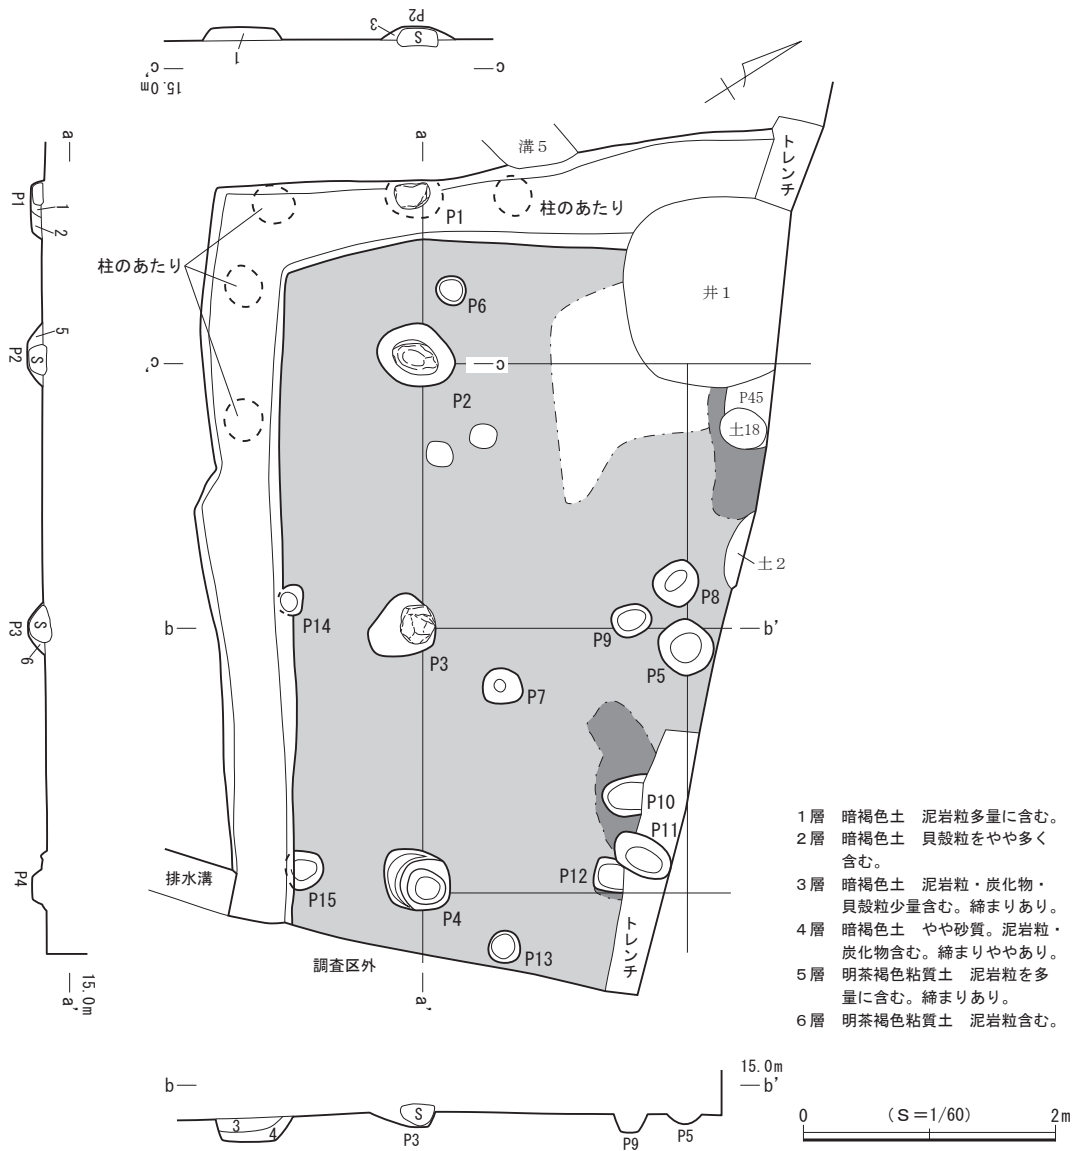 P2
3
S
1
c'
c
15.0m
a
a
溝5
トレンチ
P1
柱のあたり
P1
1
2
柱のあたり
井1
P6
5
P2
S
c'
c
P2
P45
土18
土2
P14
P8
P9
b
b'
P3
S
6
P3
P5
P7
P10
P11
P12
排水溝
P15
P4
P4
P13
トレンチ
調査区外
15.0m
a'
a'
1層 暗褐色土 泥岩粒多量に含む。
2層 暗褐色土 貝殻粒をやや多く
含む。
3層 暗褐色土 泥岩粒・炭化物・
貝殻粒少量含む。締まりあり。
4層 暗褐色土 やや砂質。泥岩粒・
炭化物含む。締まりややあり。
5層 明茶褐色粘質土 泥岩粒を多
量に含む。締まりあり。
6層 明茶褐色粘質土 泥岩粒含む。
15.0m
b
b'
3
4
S
P3
P9
P5
0 (S=1/60) 2m